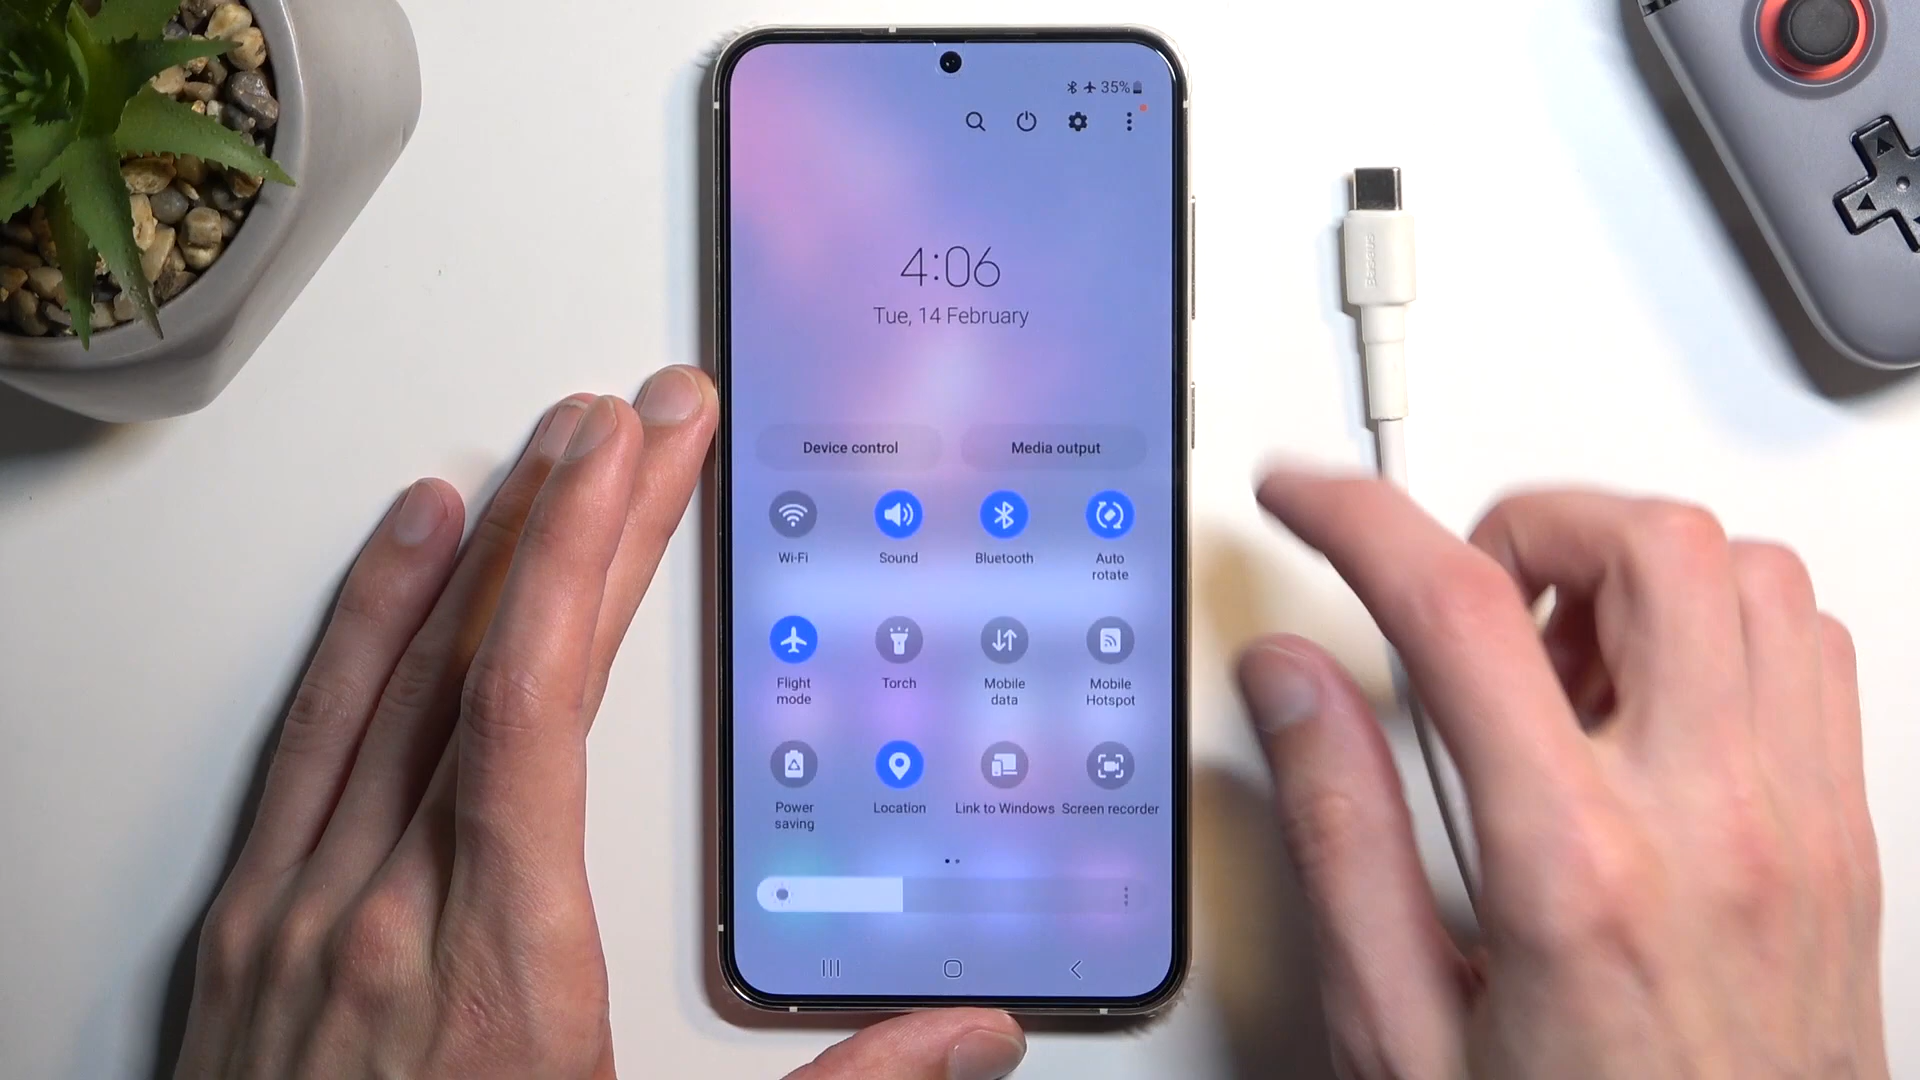 35%
4:06
Tue, 14 February
Device control
Media output
Wi-Fi
Sound
Bluetooth
Auto
rotate
Flight
mode
Torch
Mobile
data
Mobile
Hotspot
Power
saving
Location
Link to Windows
Screen recorder
Baseus